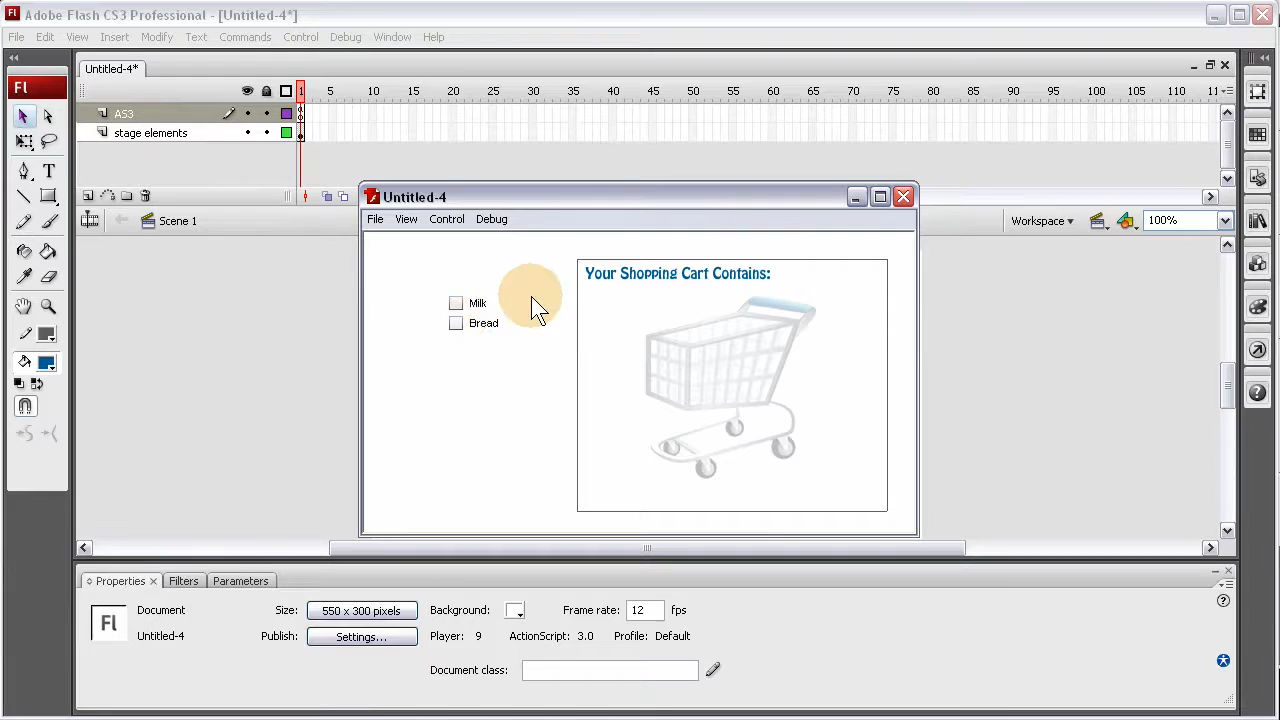 Fl Adobe Flash CS3 Professional - [Untitled-4*]
File Edit View Insert Modify Text Commands Control Debug Window Help
Untitled-4*
Fl
1 5 10 15 20 25 30 35 40 45 50 55 60 65 70 75 80 85 90 95 100 105 110 11
AS3
stage elements
Scene 1
Workspace
100%
Untitled-4
File View Control Debug
Your Shopping Cart Contains:
Milk
Bread
Properties × Filters Parameters
Fl
Document
Untitled-4
Size: 550 x 300 pixels Background: Frame rate: 12 fps
Publish: Settings... Player: 9 ActionScript: 3.0 Profile: Default
Document class: